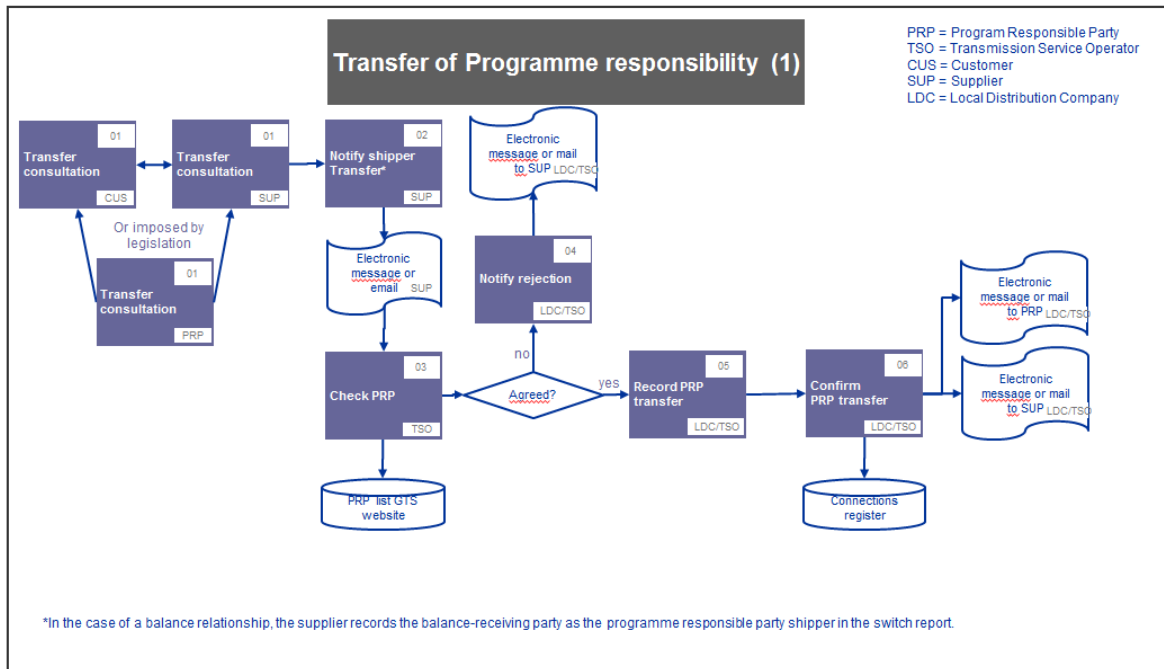 Transfer of Programme responsibility (1)
PRP = Program Responsible Party
TSO = Transmission Service Operator
CUS = Customer
SUP = Supplier
LDC = Local Distribution Company
01
Transfer
consultation
CUS
01
Transfer
consultation
SUP
02
Notify shipper
Transfer*
SUP
Electronic
message or mail
to SUP LDC/TSO
Or imposed by
legislation
01
Transfer
consultation
PRP
Electronic
message or
email SUP
04
Notify rejection
LDC/TSO
Electronic
message or mail
to PRP LDC/TSO
no
03
Check PRP
TSO
Agreed?
yes
05
Record PRP
transfer
LDC/TSO
06
Confirm
PRP transfer
LDC/TSO
Electronic
message or mail
to SUP LDC/TSO
PRP list GTS
website
Connections
register
*In the case of a balance relationship, the supplier records the balance-receiving party as the programme responsible party shipper in the switch report.